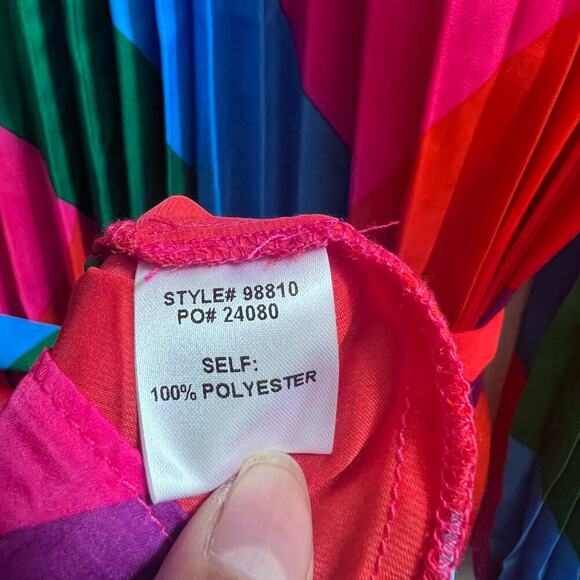 STYLE# 98810
PO# 24080
SELF:
100% POLYESTER